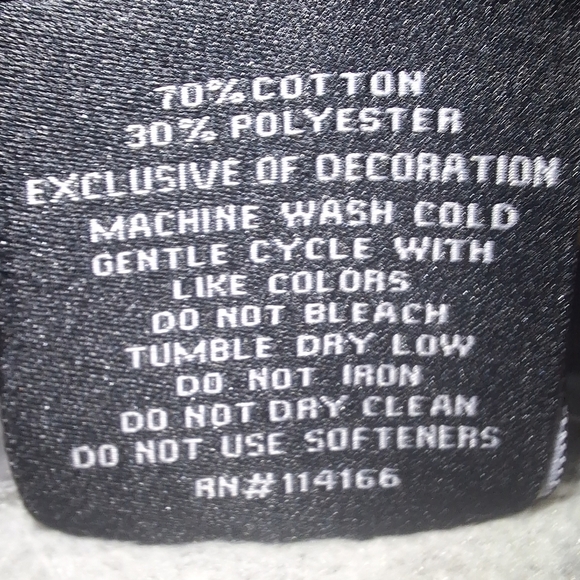 70% COTTON
30% POLYESTER
EXCLUSIVE OF DECORATION
MACHINE WASH COLD
GENTLE CYCLE WITH
LIKE COLORS
DO NOT BLEACH
TUMBLE DRY LOW
DO NOT IRON
DO NOT DRY CLEAN
DO NOT USE SOFTENERS
RN#114166